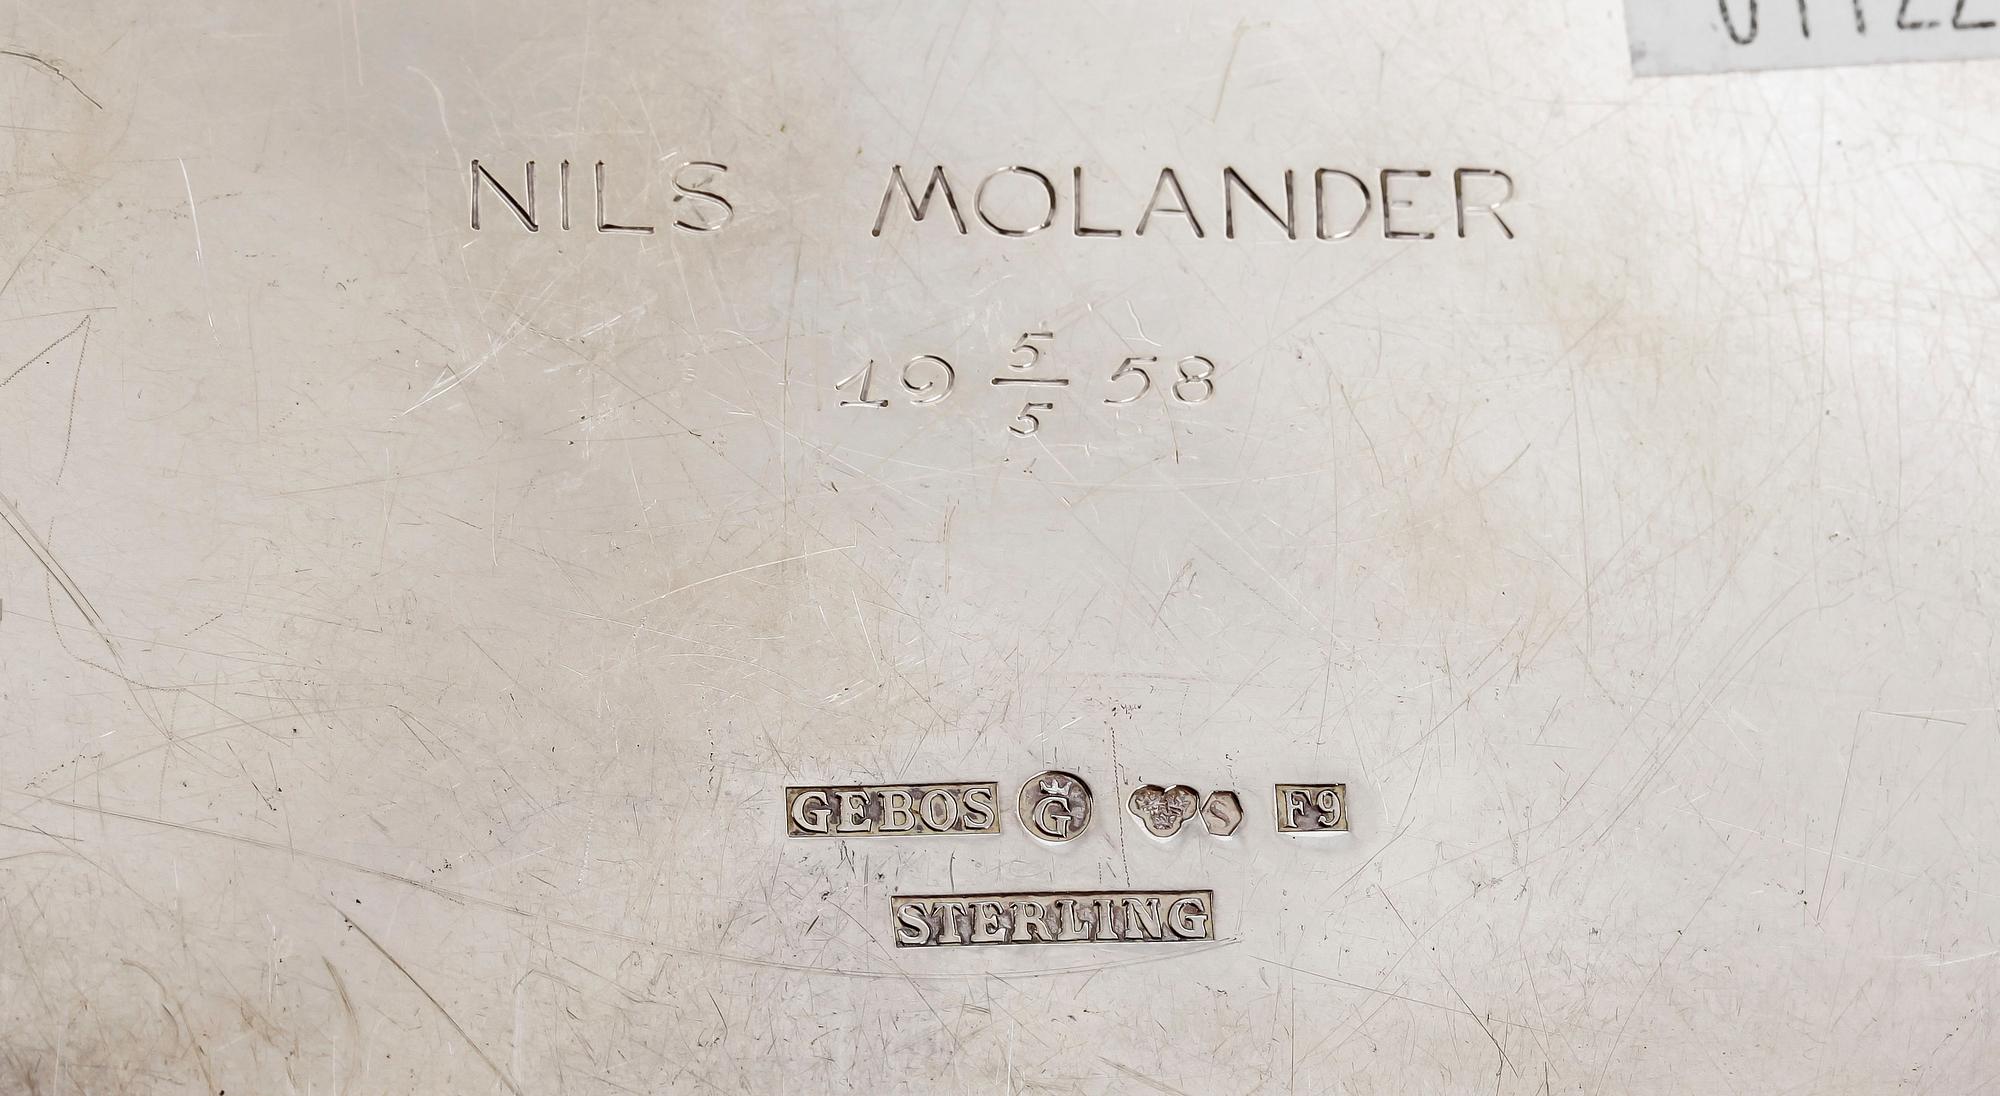 NILS MOLANDER
19 5/5 58
GEBOS G S F9
STERLING